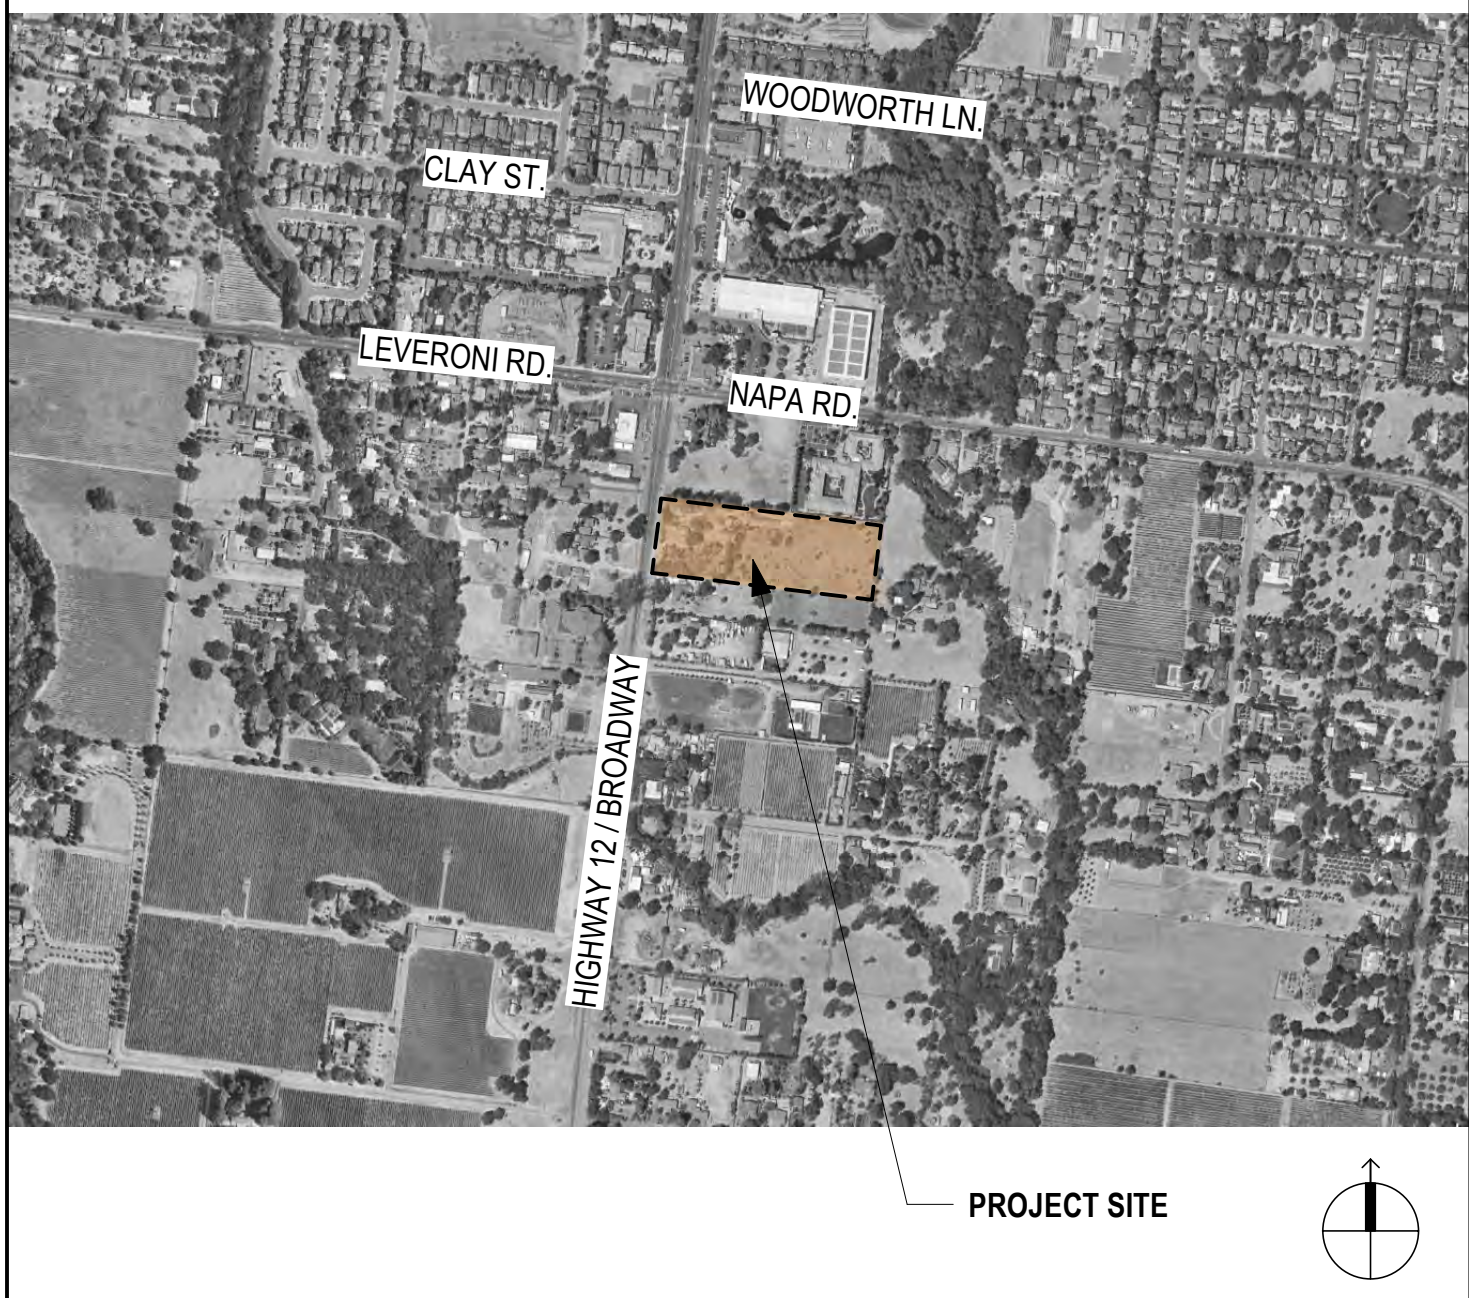 WOODWORTH LN.
CLAY ST.
LEVERONI RD.
NAPA RD.
HIGHWAY 12 / BROADWAY
PROJECT SITE